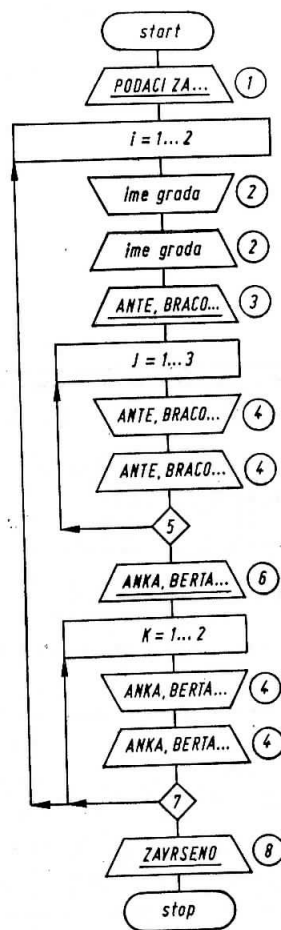 start
PODACI ZA... 1
i = 1... 2
Ime grada 2
ime grada 2
ANTE, BRACO... 3
J = 1... 3
ANTE, BRACO... 4
ANTE, BRACO... 4
5
ANKA, BERTA... 6
K = 1... 2
ANKA, BERTA... 4
ANKA, BERTA... 4
7
ZAVRSENO 8
stop